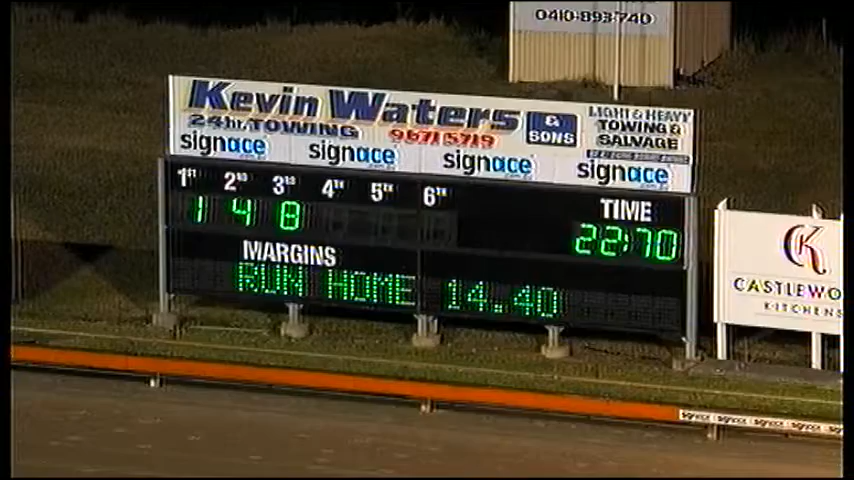 0410-893-740
Kevin Waters & SONS LIGHT & HEAVY TOWING & SALVAGE
24hr. TOWING 9671 5719
signace signace signace signace
1ST 2ND 3RD 4TH 5TH 6TH TIME
1 4 8 22:70
MARGINS
RUN HOME 14.40
K
CASTLEWO
KITCHENS